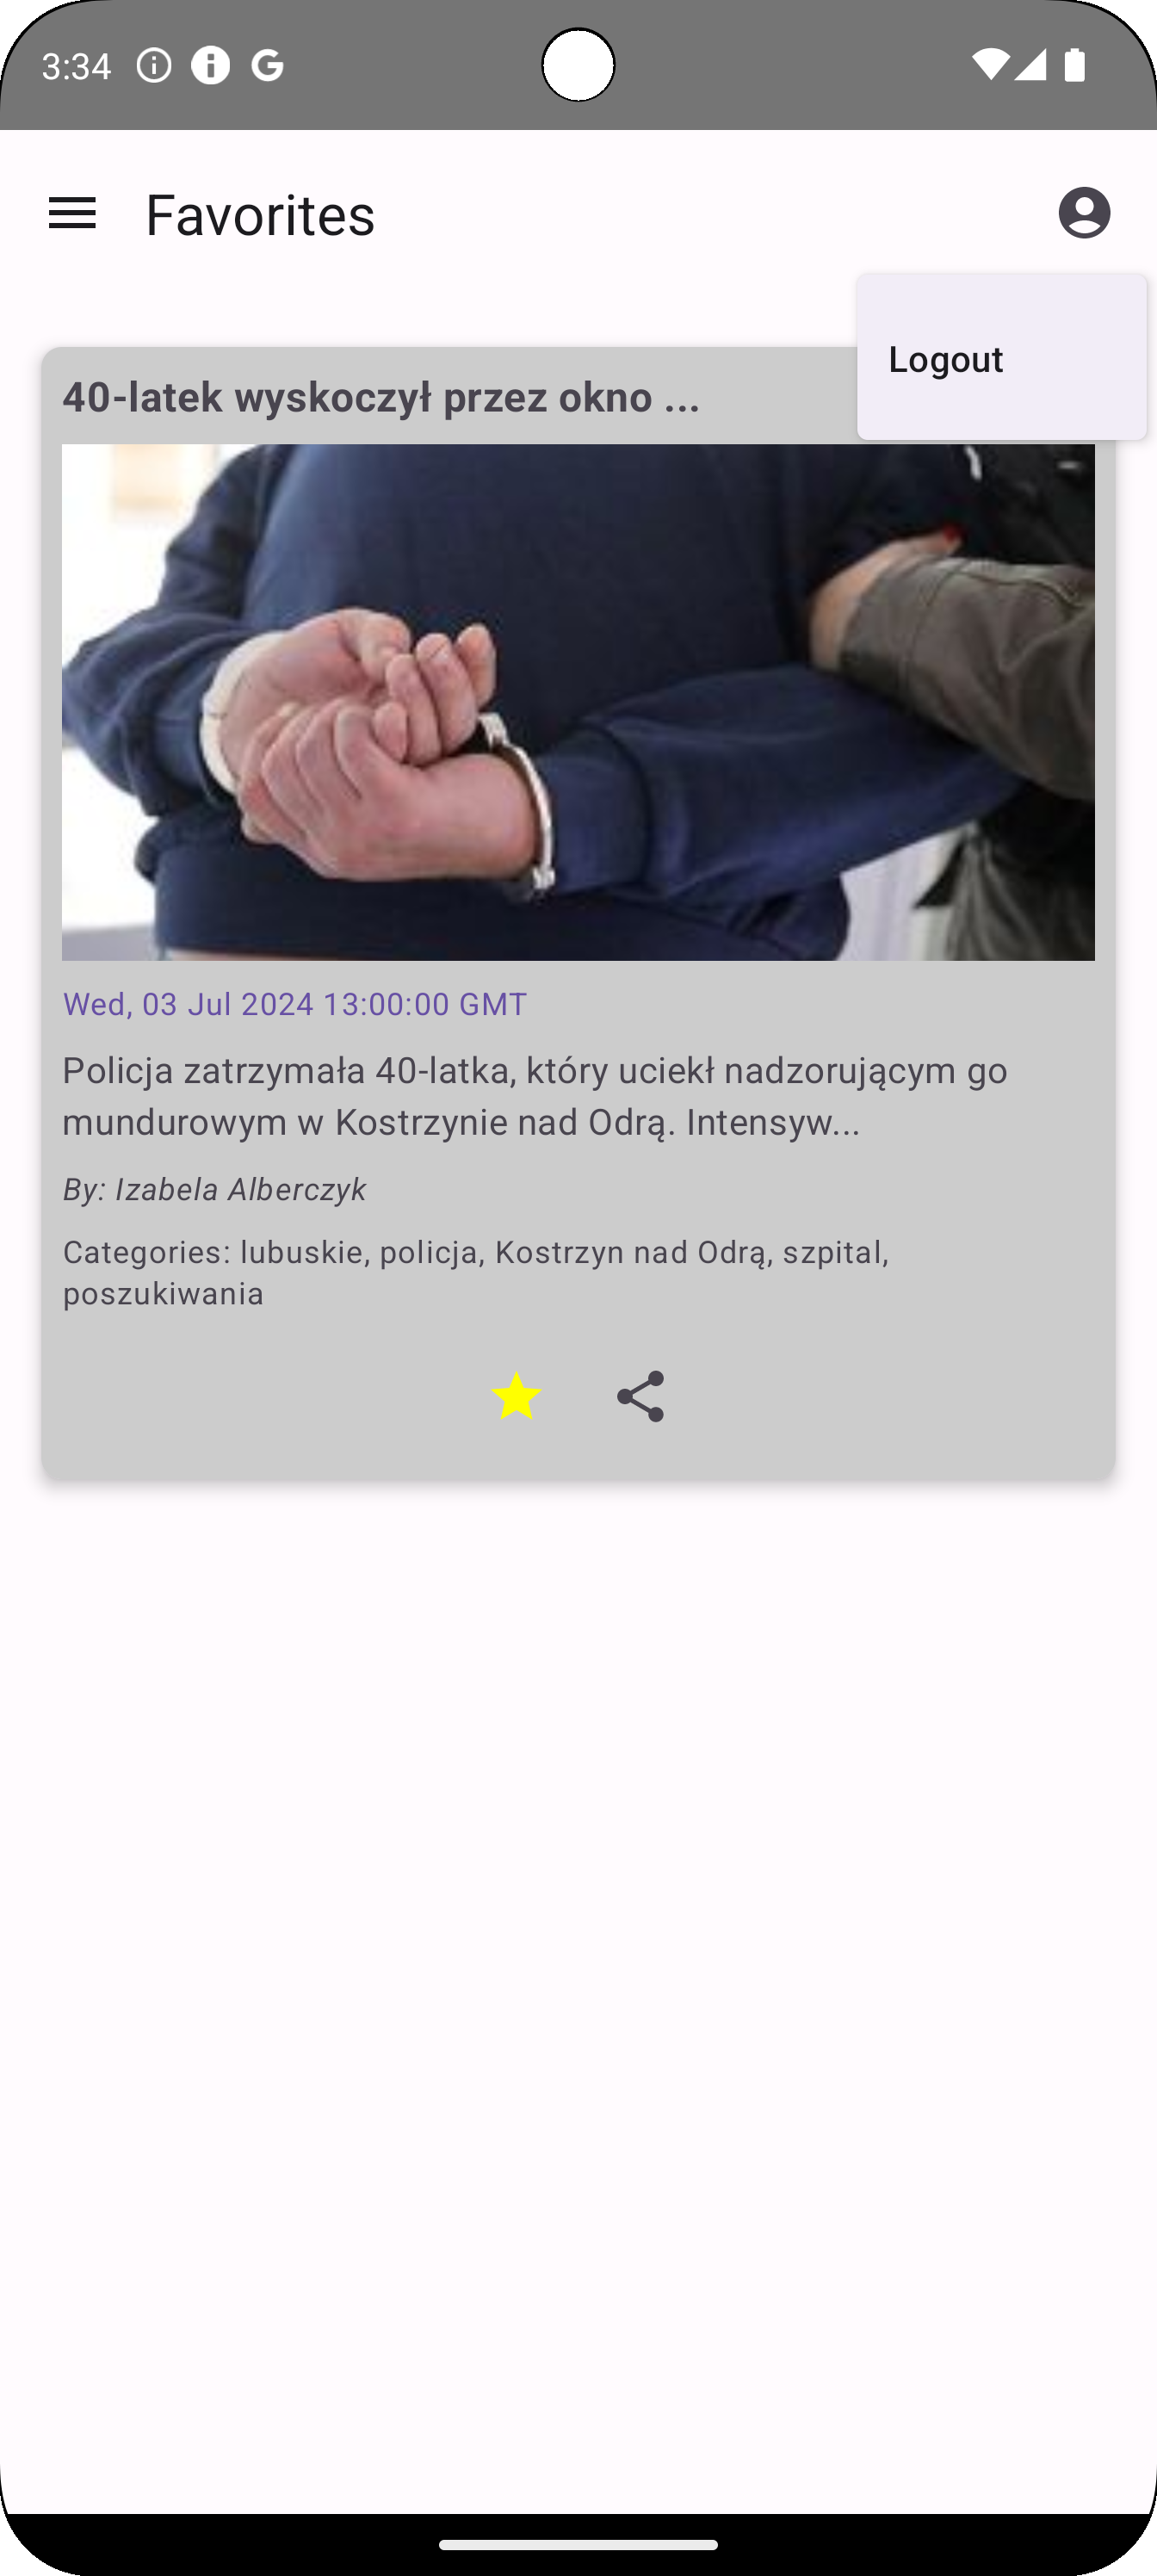 3:34
Favorites
Logout
40-latek wyskoczył przez okno ...
Wed, 03 Jul 2024 13:00:00 GMT
Policja zatrzymała 40-latka, który uciekł nadzorującym go
mundurowym w Kostrzynie nad Odrą. Intensyw...
By: Izabela Alberczyk
Categories: lubuskie, policja, Kostrzyn nad Odrą, szpital,
poszukiwania